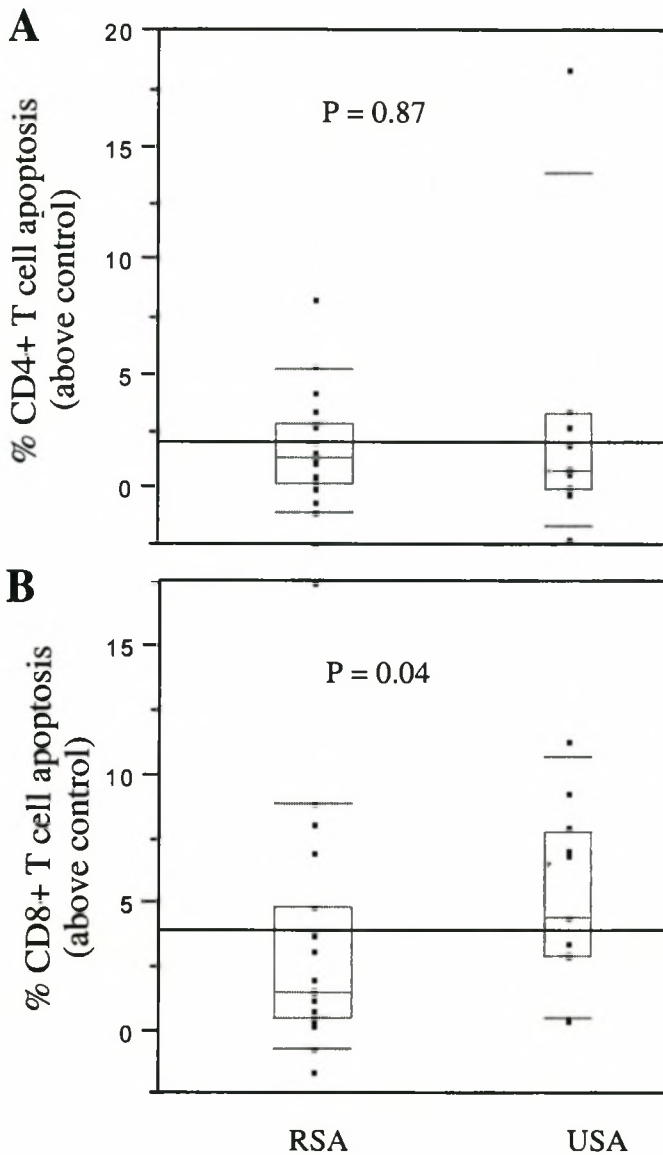 A
20
P = 0.87
15
10
5
0
% CD4+ T cell apoptosis
(above control)
B
P = 0.04
15
10
5
0
% CD8+ T cell apoptosis
(above control)
RSA
USA